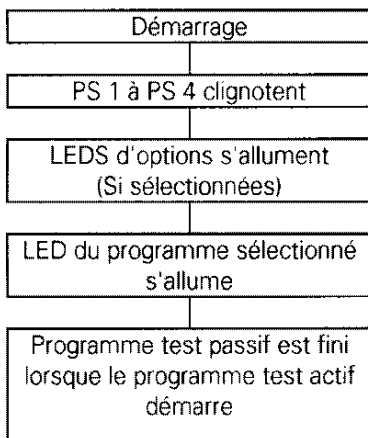 Démarrage
PS 1 à PS 4 clignotent
LEDS d'options s'allument
(Si sélectionnées)
LED du programme sélectionné
s'allume
Programme test passif est fini
lorsque le programme test actif
démarre